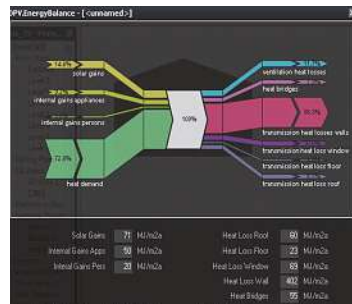 DPV.EnergyBalance - [ <unnamed>]
14.6%
solar gains
ventilation heat losses
heat bridges
internal gains appliances
internal gains persons
100%
transmission heat losses walls
72.8%
transmission heat loss window
transmission heat loss floor
heat demand
transmission heat loss roof
Solar Gains 71 MJ/m2a
Heat Loss Roof 60 MJ/m2a
Internal Gains Apps 50 MJ/m2a
Heat Loss Floor 23 MJ/m2a
Interal Gains Pers 20 MJ/m2a
Heat Loss Window 69 MJ/m2a
Heat Loss Wall 402 MJ/m2a
Heat Bridges 55 MJ/m2a